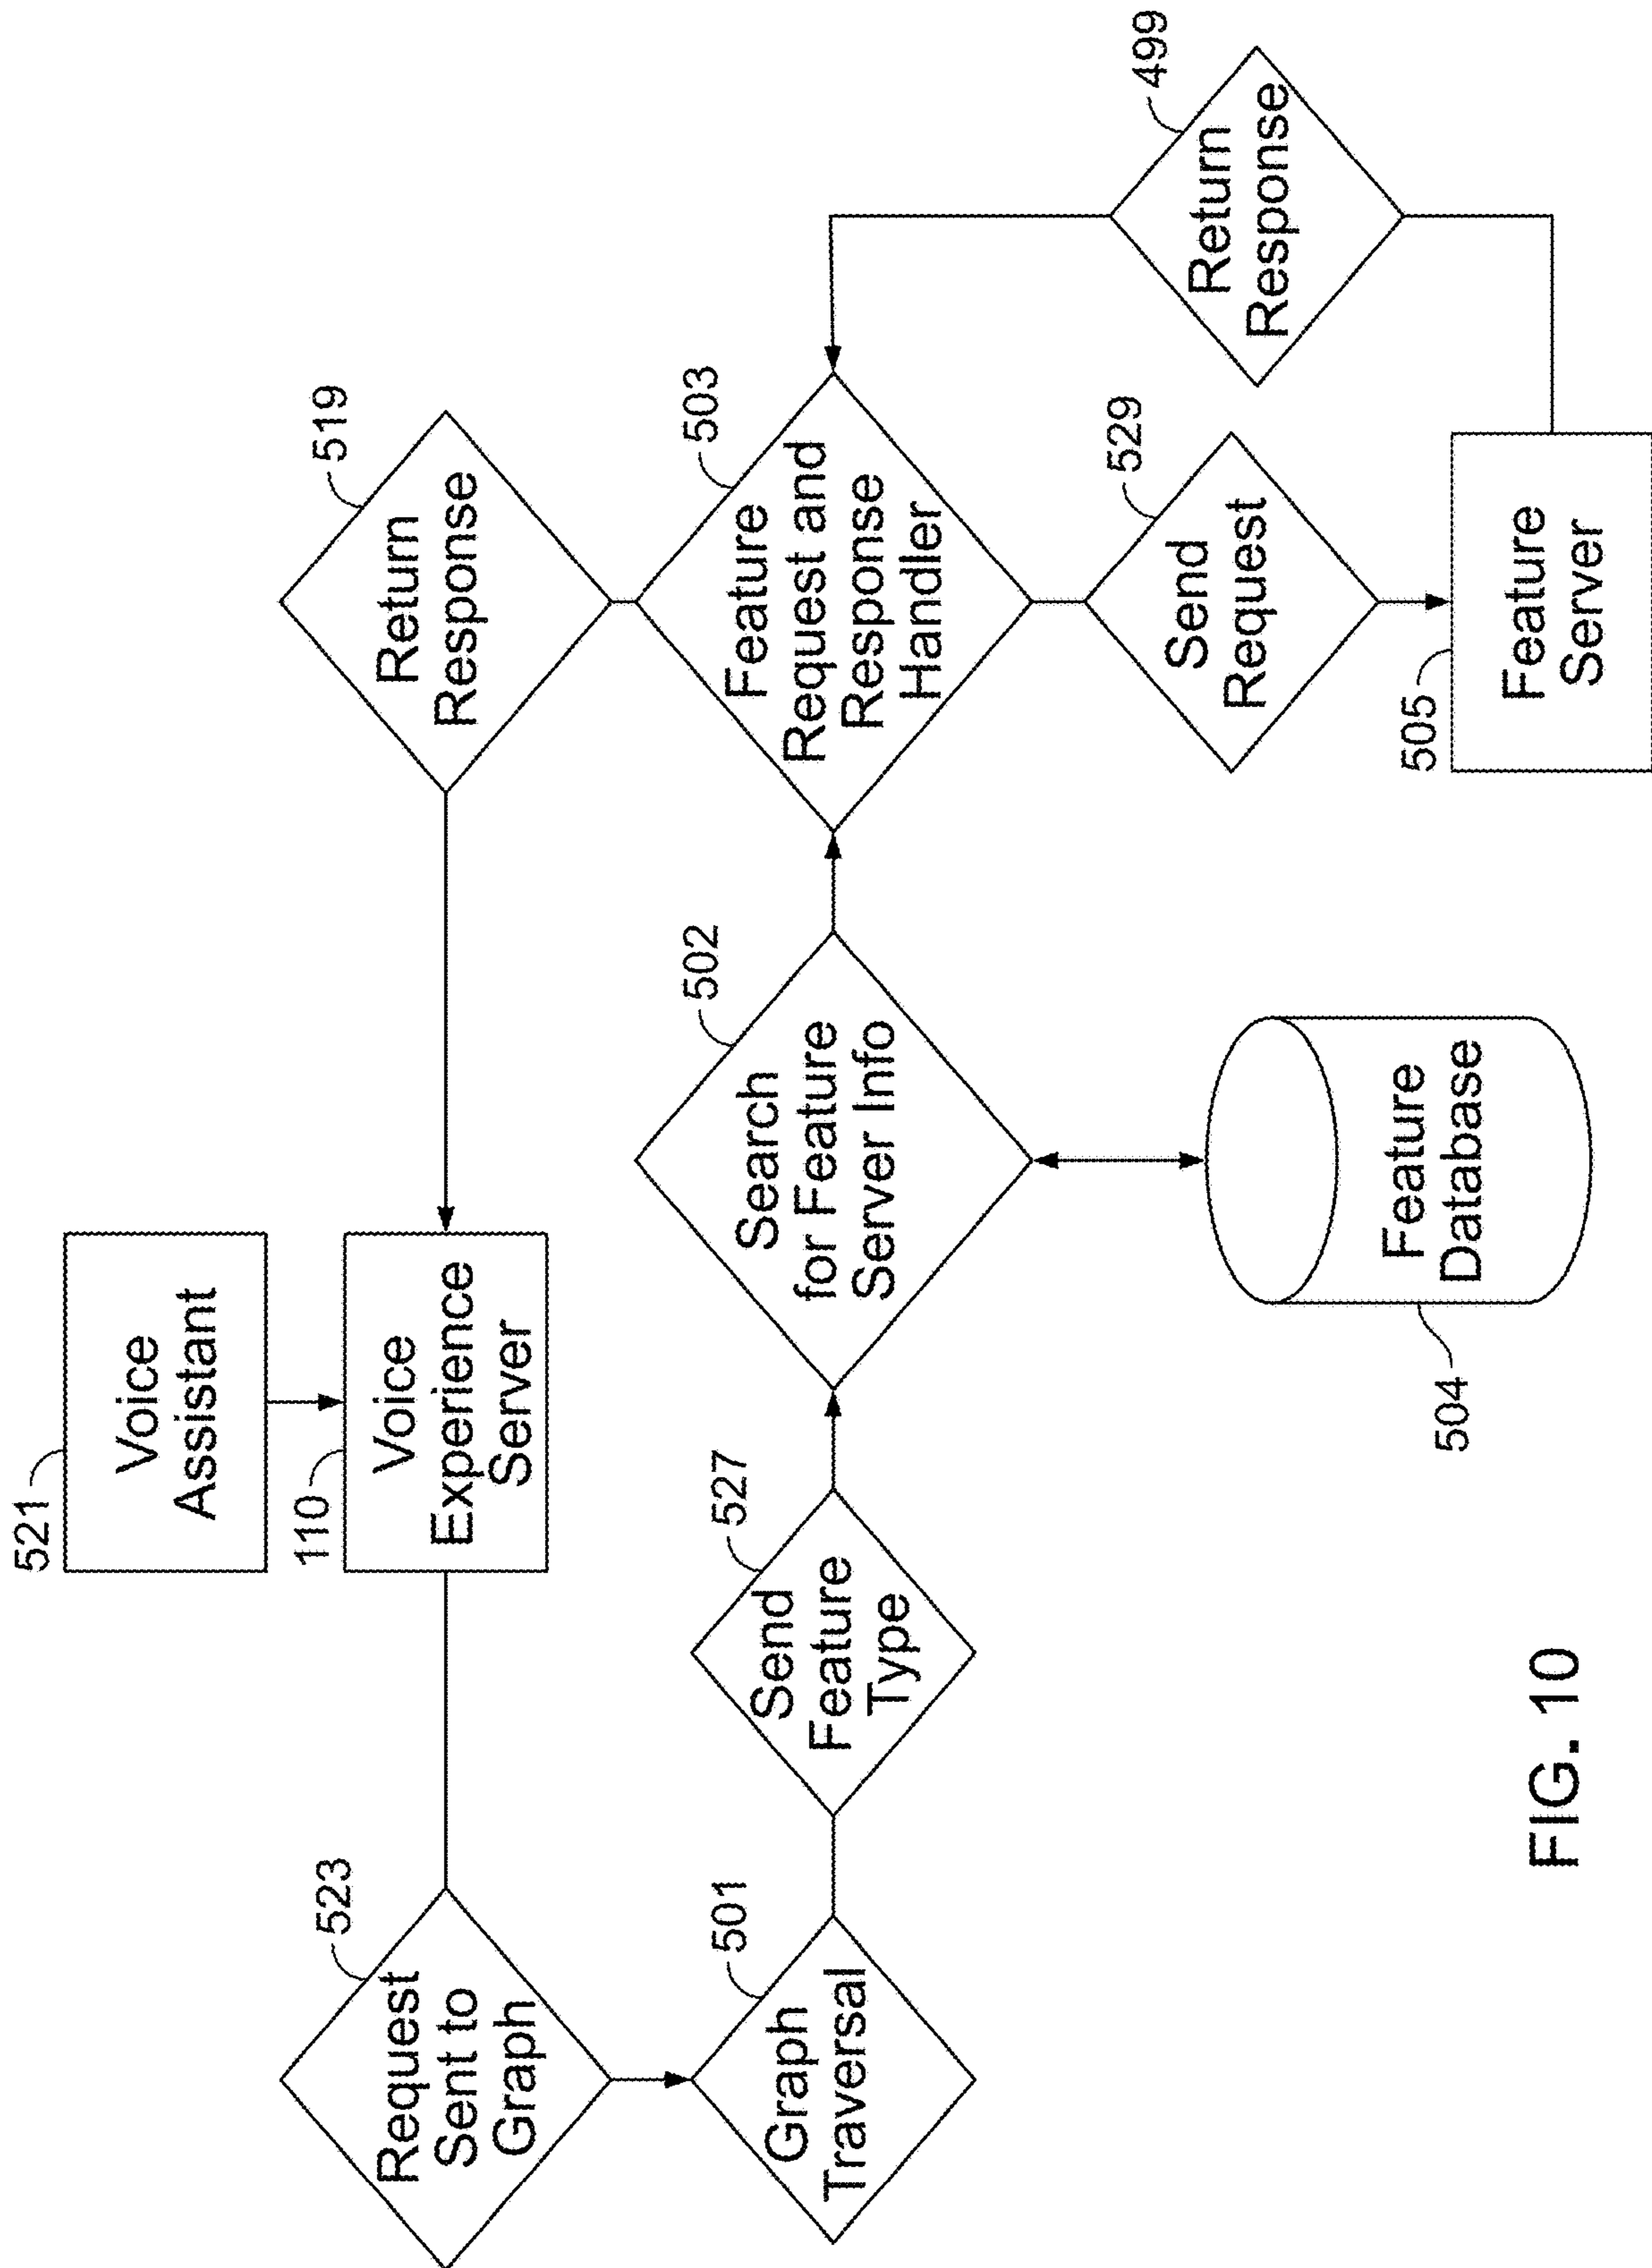 521
Voice
Assistant
110
Voice
Experience
Server
523
Request
Sent to
Graph
519
Return
Response
501
Graph
Traversal
527
Send
Feature
Type
502
Search
for Feature
Server Info
503
Feature
Request and
Response
Handler
499
Return
Response
529
Send
Request
504
Feature
Database
505
Feature
Server
FIG. 10